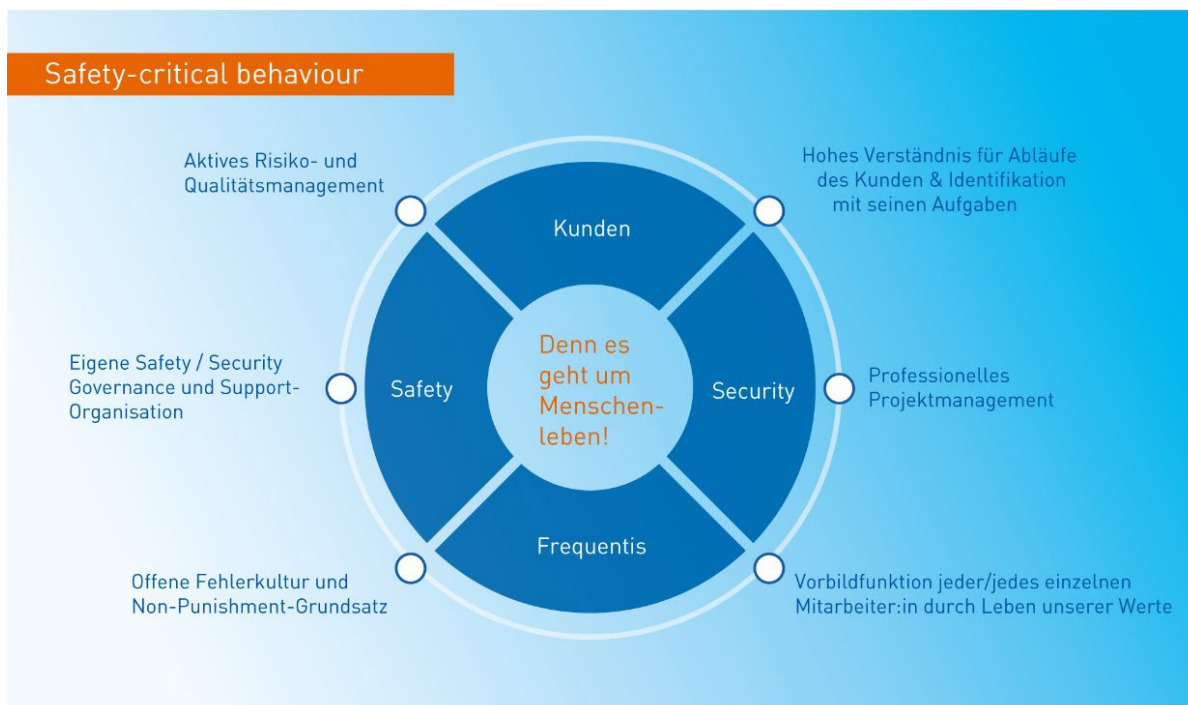 Safety-critical behaviour
Aktives Risiko- und
Qualitätsmanagement
Hohes Verständnis für Abläufe
des Kunden & Identifikation
mit seinen Aufgaben
Kunden
Eigene Safety / Security
Governance und Support-
Organisation
Safety
Denn es
geht um
Menschen-
leben!
Security
Professionelles
Projektmanagement
Frequentis
Offene Fehlerkultur und
Non-Punishment-Grundsatz
Vorbildfunktion jeder/jedes einzelnen
Mitarbeiter:in durch Leben unserer Werte